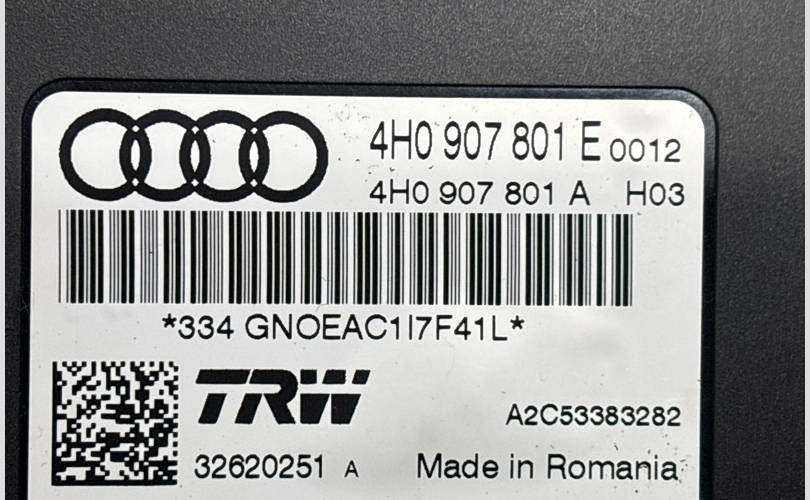 4H0 907 801 E 0012
4H0 907 801 A H03
*334 GNOEAC1I7F41L*
TRW
A2C53383282
32620251 A Made in Romania